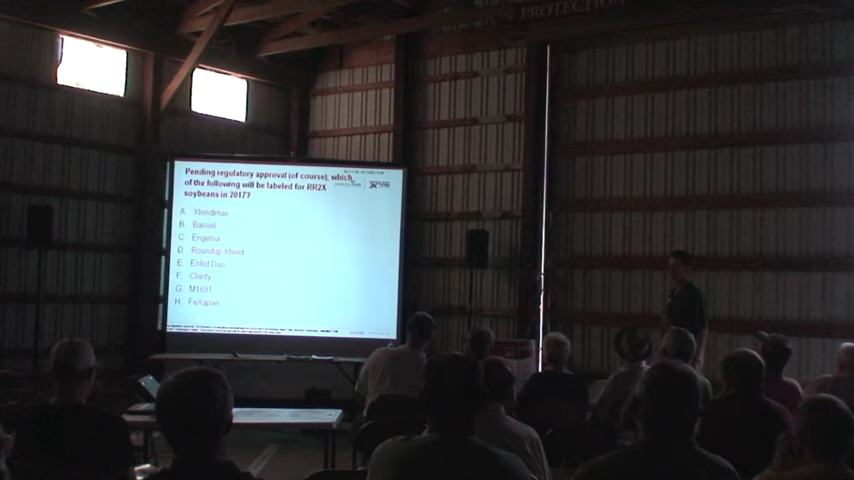 PROTECTION
Pending regulatory approval (of course), which
of the following will be labeled for RR2X
soybeans in 2017?
A. Xtendimax
B. Banvel
C. Engenia
D. Roundup Xtend
E. Enlist Duo
F. Clarity
G. M1691
H. FeXapan